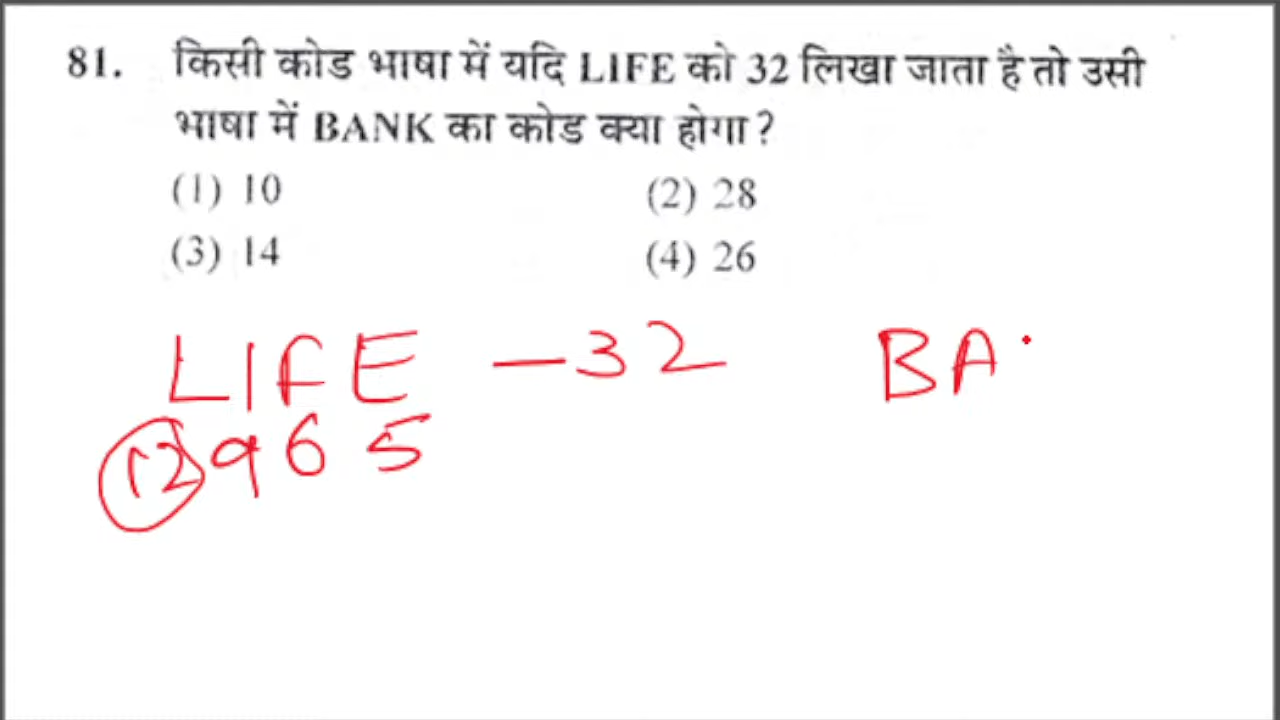 81. किसी कोड भाषा में यदि LIFE को 32 लिखा जाता है तो उसी
भाषा में BANK का कोड क्या होगा?
(1) 10 (2) 28
(3) 14 (4) 26
LIFE – 32 BA
12 9 6 5